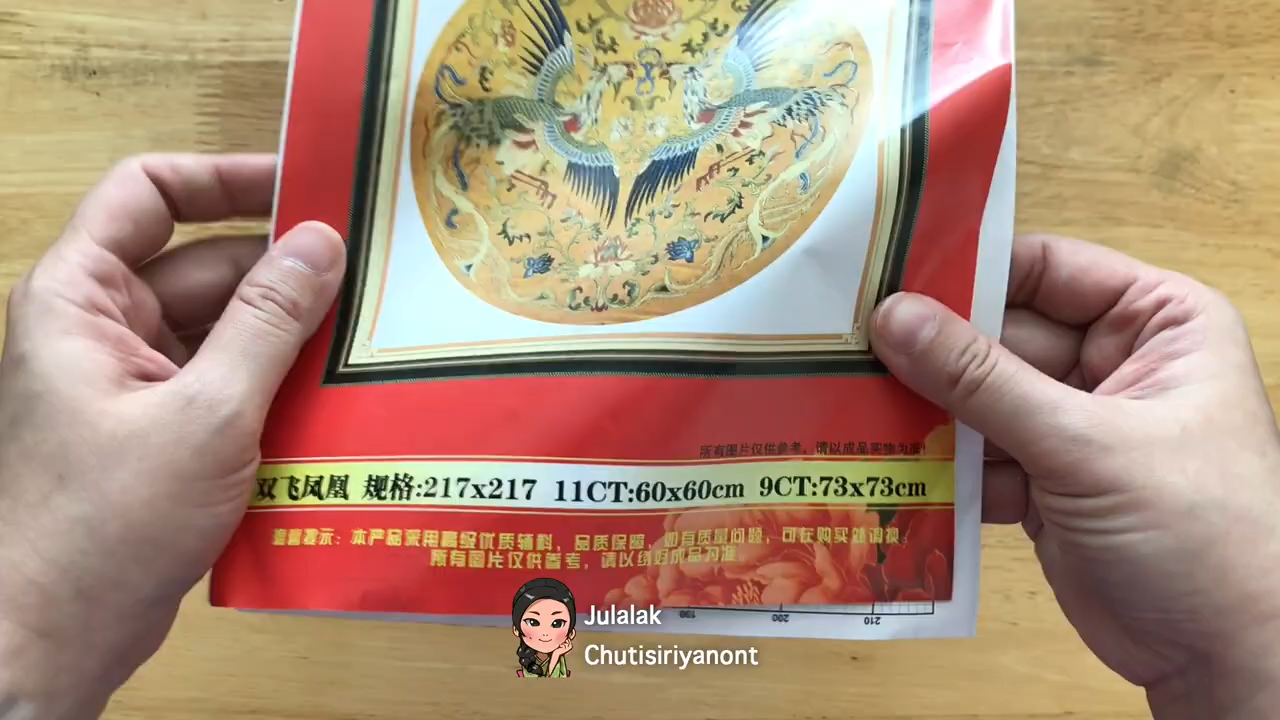 所有图片仅供参考，请以成品实物为准！
双飞凤凰 规格:217x217 11CT:60x60cm 9CT:73x73cm
温馨提示：本产品采用高级优质辅料，品质保障，如有质量问题，可在购买处调换，
所有图片仅供参考，请以绣好成品为准
190 200 210
Julalak
Chutisiriyanont